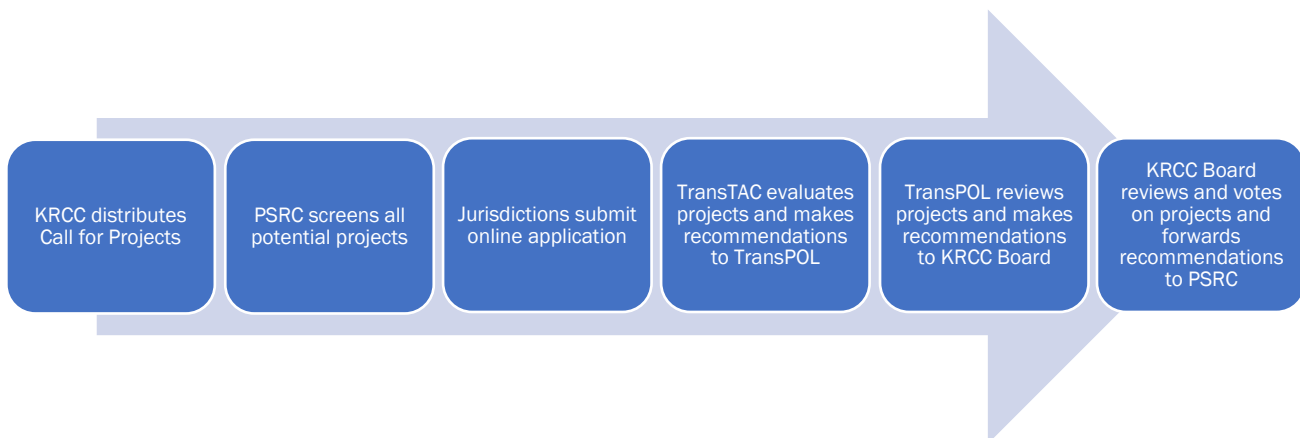 KRCC distributes
Call for Projects
PSRC screens all
potential projects
Jurisdictions submit
online application
TransTAC evaluates
projects and makes
recommendations
to TransPOL
TransPOL reviews
projects and makes
recommendations
to KRCC Board
KRCC Board
reviews and votes
on projects and
forwards
recommendations
to PSRC